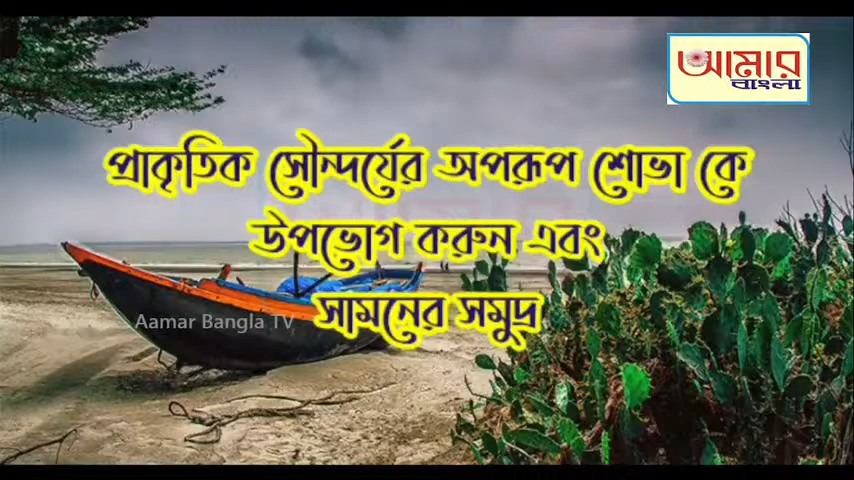 আমার
বাংলা
প্রাকৃতিক সৌন্দর্যের অপরূপ শোভা কে
উপভোগ করুন এবং
সামনের সমুদ্র
Aamar Bangla TV